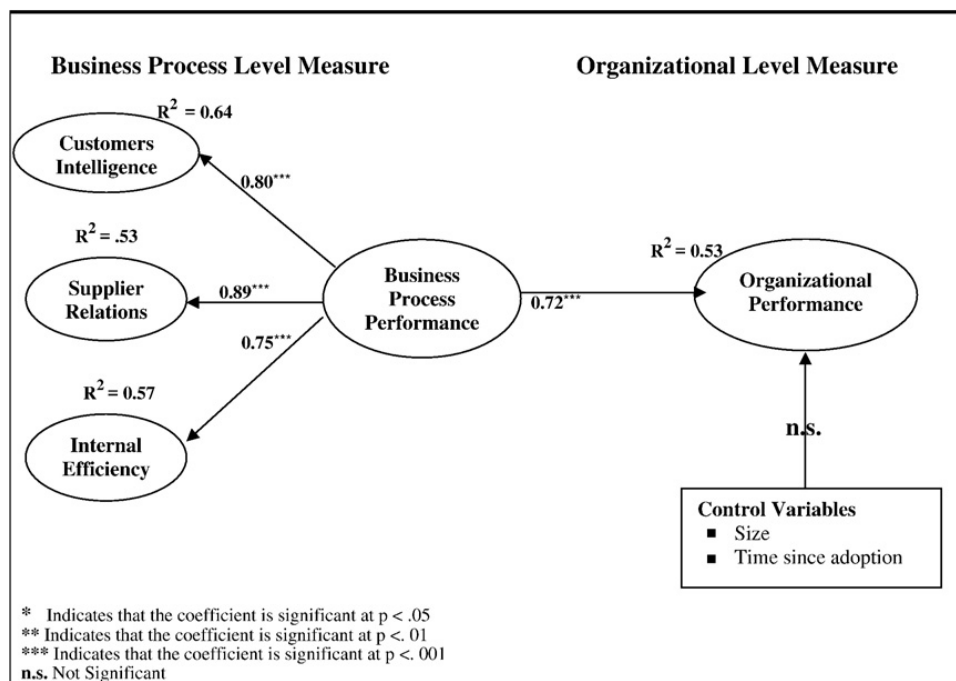 Business Process Level Measure
Organizational Level Measure
R2 = 0.64
Customers
Intelligence
0.80***
R2 = .53
Supplier
Relations
0.89***
Business
Process
Performance
0.72***
R2 = 0.53
Organizational
Performance
0.75***
R2 = 0.57
Internal
Efficiency
n.s.
Control Variables
▪ Size
▪ Time since adoption
* Indicates that the coefficient is significant at p < .05
** Indicates that the coefficient is significant at p <. 01
*** Indicates that the coefficient is significant at p <. 001
n.s. Not Significant